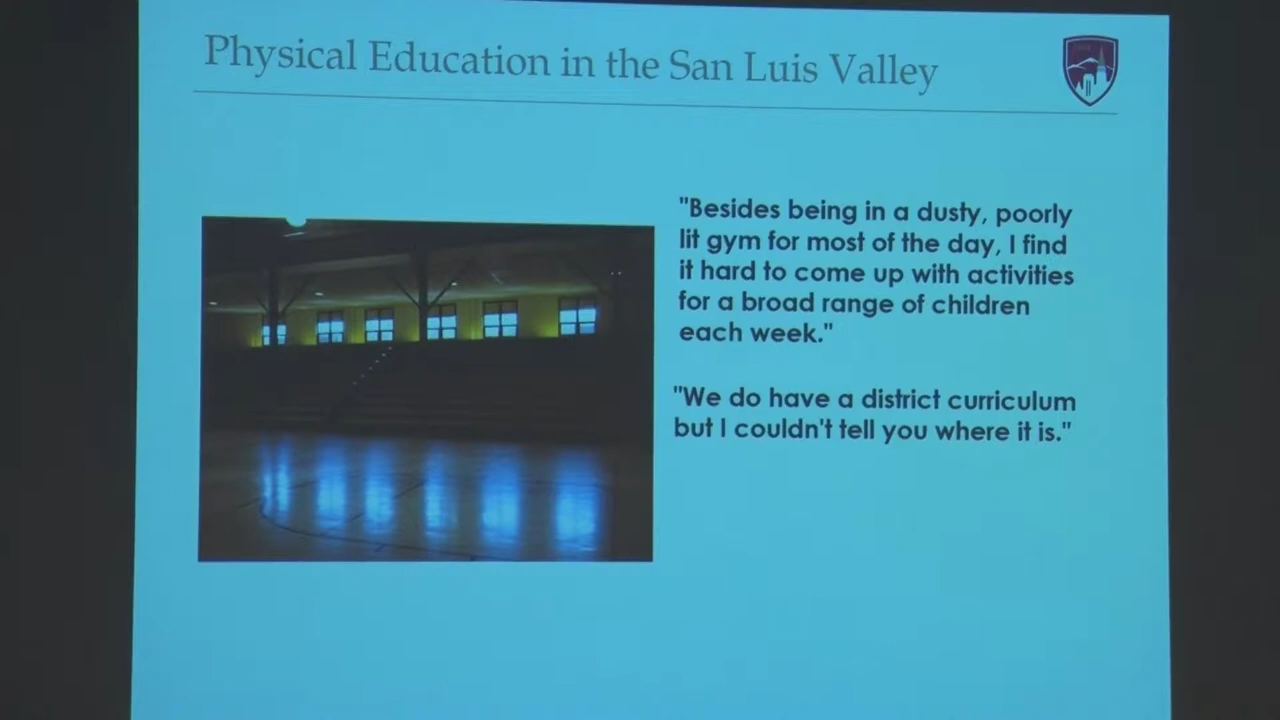 Physical Education in the San Luis Valley
"Besides being in a dusty, poorly
lit gym for most of the day, I find
it hard to come up with activities
for a broad range of children
each week."
"We do have a district curriculum
but I couldn't tell you where it is."